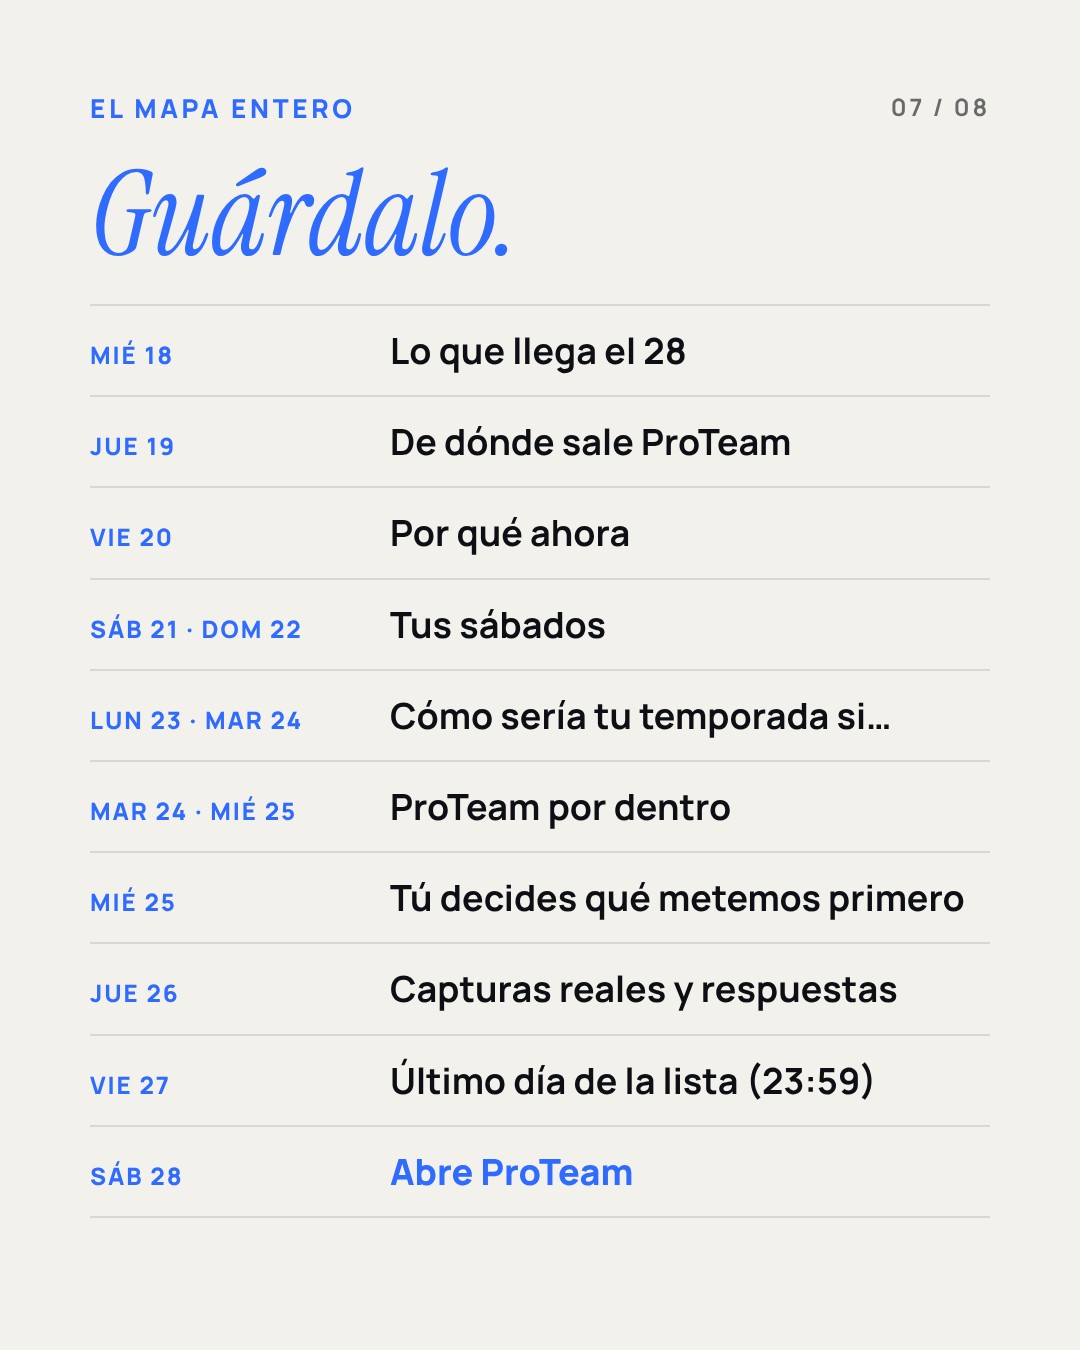 EL MAPA ENTERO
07 / 08
Guárdalo.
MIÉ 18 Lo que llega el 28
JUE 19 De dónde sale ProTeam
VIE 20 Por qué ahora
SÁB 21 · DOM 22 Tus sábados
LUN 23 · MAR 24 Cómo sería tu temporada si…
MAR 24 · MIÉ 25 ProTeam por dentro
MIÉ 25 Tú decides qué metemos primero
JUE 26 Capturas reales y respuestas
VIE 27 Último día de la lista (23:59)
SÁB 28 Abre ProTeam